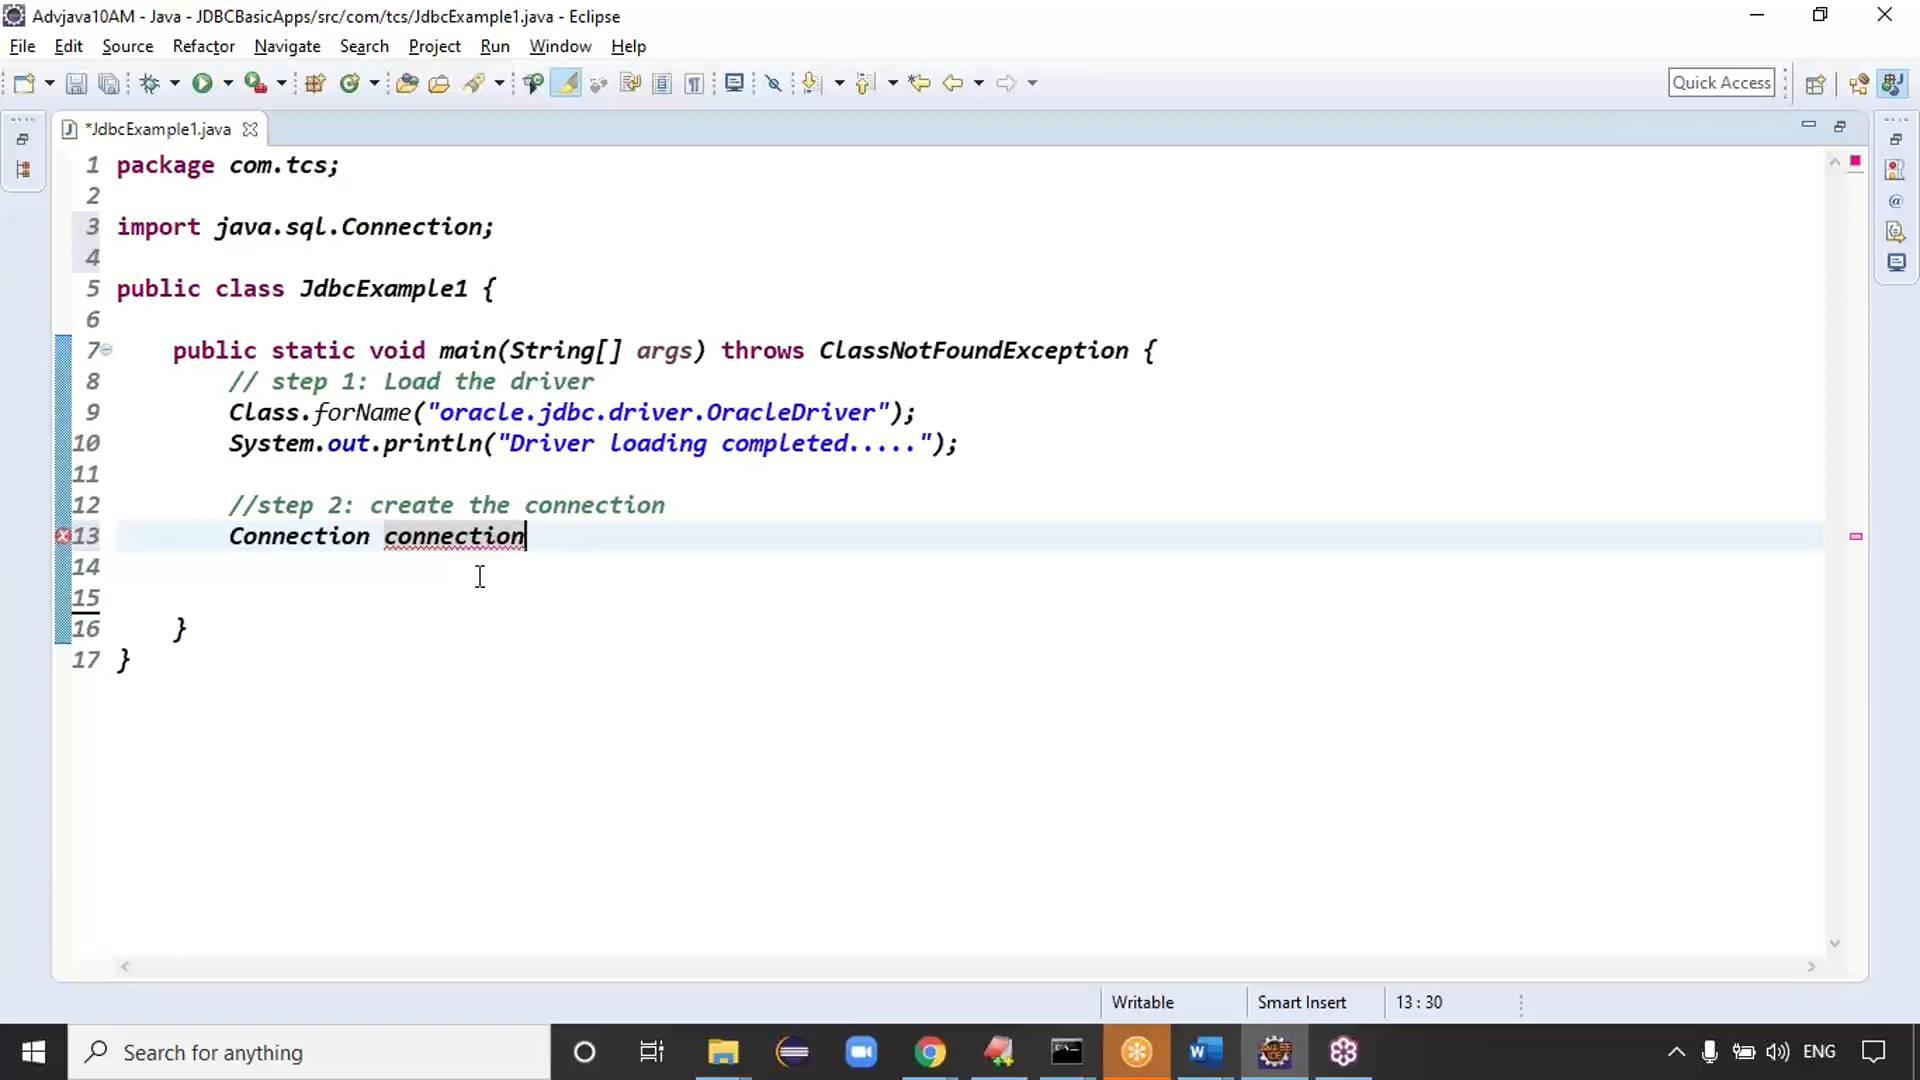 Advjava10AM - Java - JDBCBasicApps/src/com/tcs/JdbcExample1.java - Eclipse
File Edit Source Refactor Navigate Search Project Run Window Help
Quick Access
*JdbcExample1.java
1 package com.tcs;
2
3 import java.sql.Connection;
4
5 public class JdbcExample1 {
6
7 public static void main(String[] args) throws ClassNotFoundException {
8 // step 1: Load the driver
9 Class.forName("oracle.jdbc.driver.OracleDriver");
10 System.out.println("Driver loading completed.....");
11
12 //step 2: create the connection
13 Connection connection
14
15
16 }
17 }
Writable Smart Insert 13 : 30
Search for anything ENG